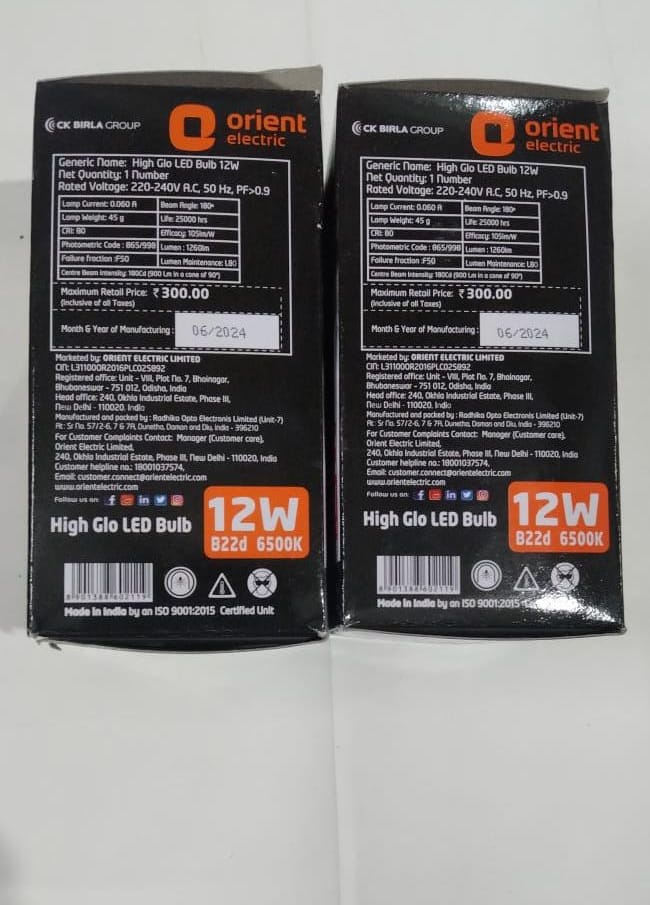 CK BIRLA GROUP
orient
electric
Generic Name: High Glo LED Bulb 12W
Net Quantity: 1 Number
Rated Voltage: 220-240V A.C, 50 Hz, PF>0.9
Lamp Current: 0.060 A Beam Angle: 180°
Lamp Weight: 45 g Life: 25000 hrs
CRI: 80 Efficacy: 105lm/W
Photometric Code : 865/998 Lumen : 1260lm
Failure fraction :F50 Lumen Maintenance: L80
Centre Beam Intensity: 180Cd (900 Lm in a cone of 90°)
Maximum Retail Price: ₹300.00
(Inclusive of all Taxes)
Month & Year of Manufacturing : 06/2024
Marketed by: ORIENT ELECTRIC LIMITED
CIN: L31100OR2016PLC025892
Registered office: Unit - VIII, Plot No. 7, Bhoinagar,
Bhubaneswar - 751 012, Odisha, India
Head office: 240, Okhla Industrial Estate, Phase III,
New Delhi - 110020. India
Manufactured and packed by : Radhika Opto Electronis Limited (Unit-7)
At: Sr No. 57/2-6, 7 & 7A, Dunetha, Daman and Diu, India - 396210
For Customer Complaints Contact: Manager (Customer care),
Orient Electric Limited,
240, Okhla Industrial Estate, Phase III, New Delhi - 110020, India
Customer helpline no.: 18001037574,
Email: customer.connect@orientelectric.com
www.orientelectric.com
Follow us on:
High Glo LED Bulb
12W
B22d 6500K
8901388602119
Made in India by an ISO 9001:2015 Certified Unit
CK BIRLA GROUP
orient
electric
Generic Name: High Glo LED Bulb 12W
Net Quantity: 1 Number
Rated Voltage: 220-240V A.C, 50 Hz, PF>0.9
Lamp Current: 0.060 A Beam Angle: 180°
Lamp Weight: 45 g Life: 25000 hrs
CRI: 80 Efficacy: 105lm/W
Photometric Code : 865/998 Lumen : 1260lm
Failure fraction :F50 Lumen Maintenance: L80
Centre Beam Intensity: 180Cd (900 Lm in a cone of 90°)
Maximum Retail Price: ₹300.00
(Inclusive of all Taxes)
Month & Year of Manufacturing : 06/2024
Marketed by: ORIENT ELECTRIC LIMITED
CIN: L31100OR2016PLC025892
Registered office: Unit - VIII, Plot No. 7, Bhoinagar,
Bhubaneswar - 751 012, Odisha, India
Head office: 240, Okhla Industrial Estate, Phase III,
New Delhi - 110020. India
Manufactured and packed by : Radhika Opto Electronis Limited (Unit-7)
At: Sr No. 57/2-6, 7 & 7A, Dunetha, Daman and Diu, India - 396210
For Customer Complaints Contact: Manager (Customer care),
Orient Electric Limited,
240, Okhla Industrial Estate, Phase III, New Delhi - 110020, India
Customer helpline no.: 18001037574,
Email: customer.connect@orientelectric.com
www.orientelectric.com
Follow us on:
High Glo LED Bulb
12W
B22d 6500K
8901388602119
Made in India by an ISO 9001:2015 Unit